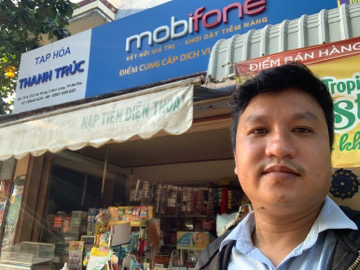 TẠP HÓA
THANH TRÚC
mobifone
KẾT NỐI GIÁ TRỊ - KHƠI DẬY TIỀM NĂNG
ĐIỂM CUNG CẤP DỊCH VỤ
NẠP TIỀN ĐIỆN THOẠI
ĐIỂM BÁN HÀNG
Tropi